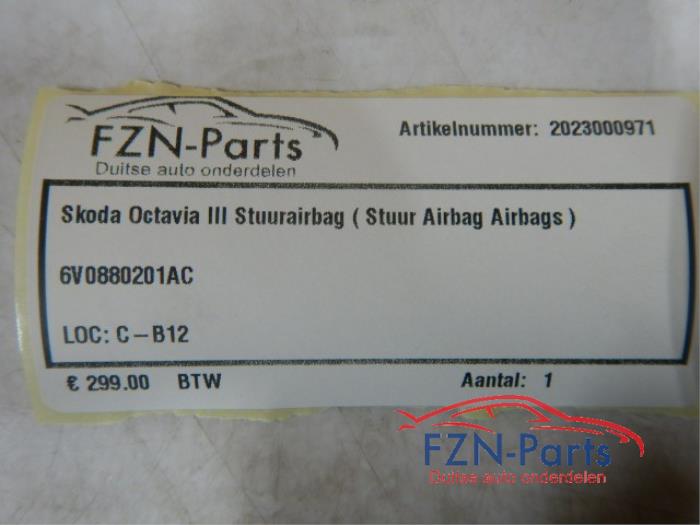 FZN-Parts
Duitse auto onderdelen
Artikelnummer: 2023000971
Skoda Octavia III Stuurairbag ( Stuur Airbag Airbags )
6V0880201AC
LOC: C-B12
€ 299.00 BTW Aantal: 1
FZN-Parts
Duitse auto onderdelen